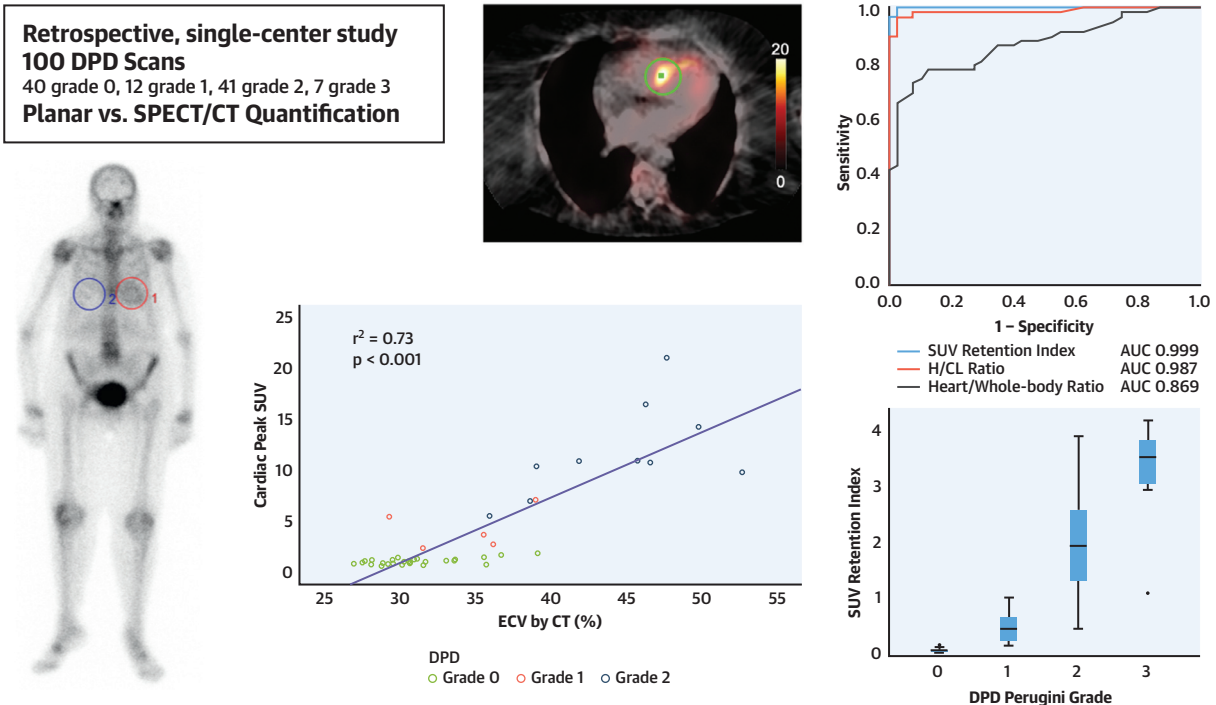 Retrospective, single-center study
100 DPD Scans
40 grade 0, 12 grade 1, 41 grade 2, 7 grade 3
Planar vs. SPECT/CT Quantification
2
1
20
0
Sensitivity
1.0
0.8
0.6
0.4
0.2
0.0
0.0 0.2 0.4 0.6 0.8 1.0
1 – Specificity
SUV Retention Index AUC 0.999
H/CL Ratio AUC 0.987
Heart/Whole-body Ratio AUC 0.869
Cardiac Peak SUV
25
20
15
10
5
0
r² = 0.73
p < 0.001
25 30 35 40 45 50 55
ECV by CT (%)
DPD
Grade 0 Grade 1 Grade 2
SUV Retention Index
4
3
2
1
0
0 1 2 3
DPD Perugini Grade